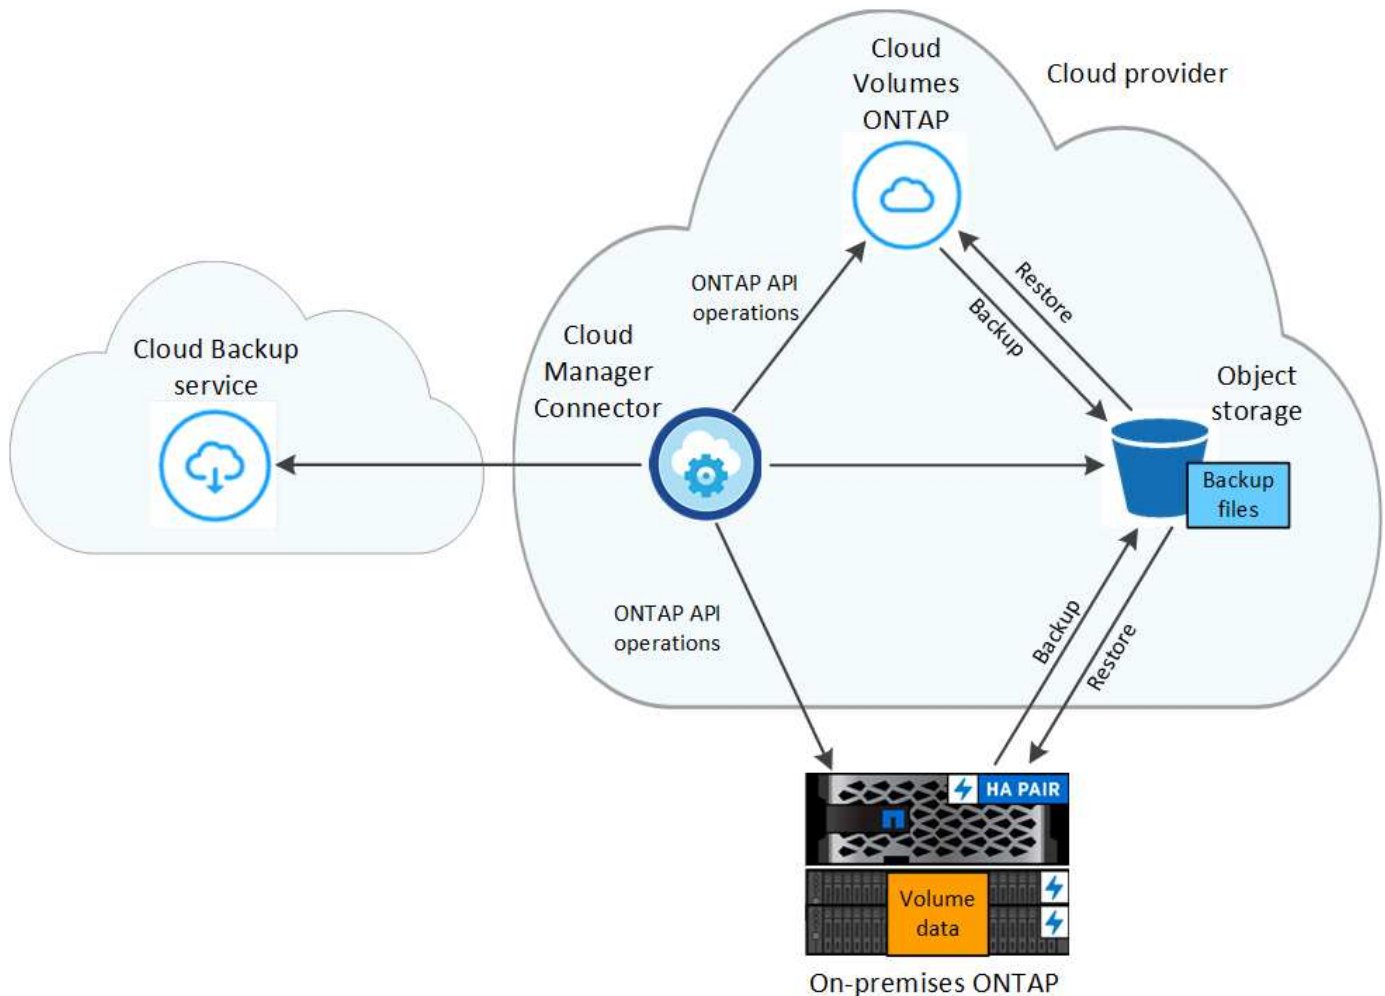 Cloud
Volumes
ONTAP
Cloud provider
ONTAP API
operations
Restore
Backup
Cloud Backup
service
Cloud
Manager
Connector
Object
storage
Backup
files
ONTAP API
operations
Backup
Restore
HA PAIR
Volume
data
On-premises ONTAP